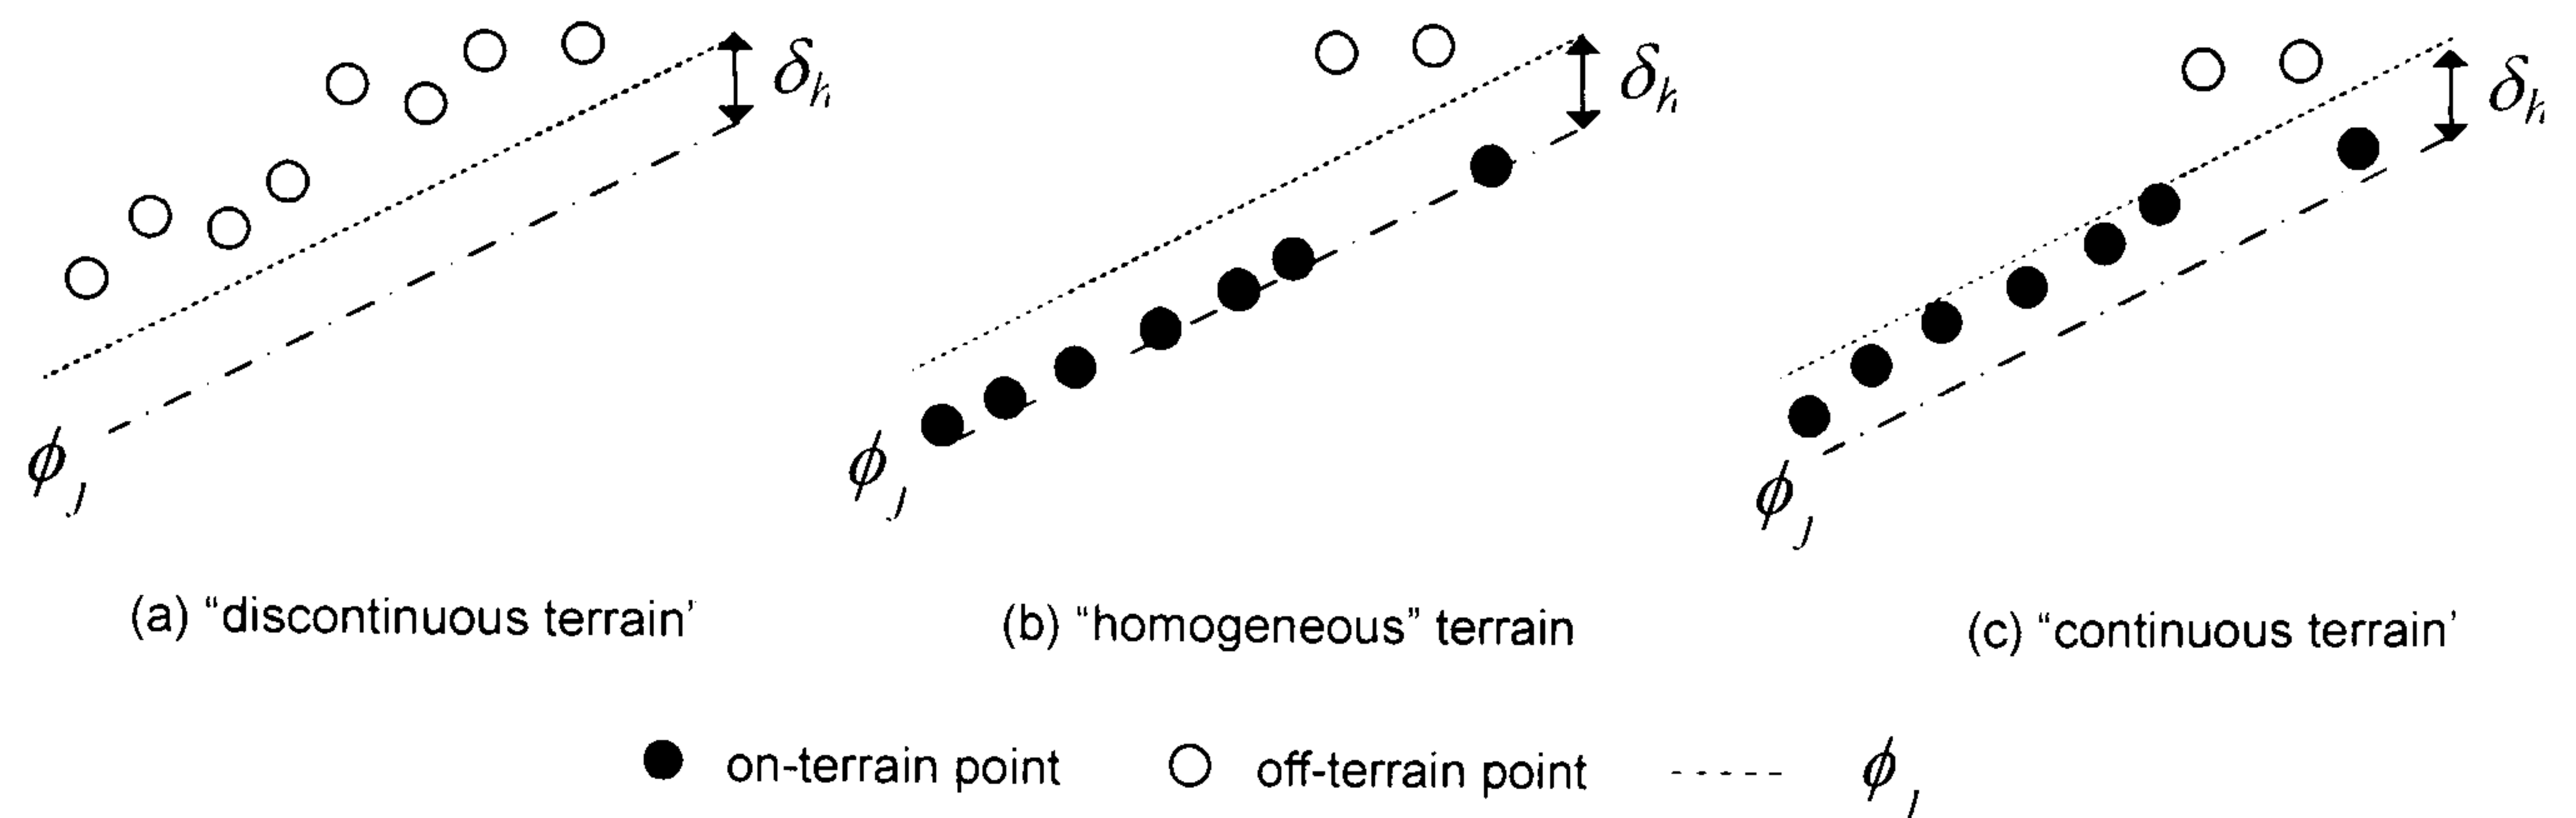 δh δh δh
ϕj ϕj ϕj
(a) “discontinuous terrain’ (b) “homogeneous” terrain (c) “continuous terrain’
on-terrain point off-terrain point ϕj